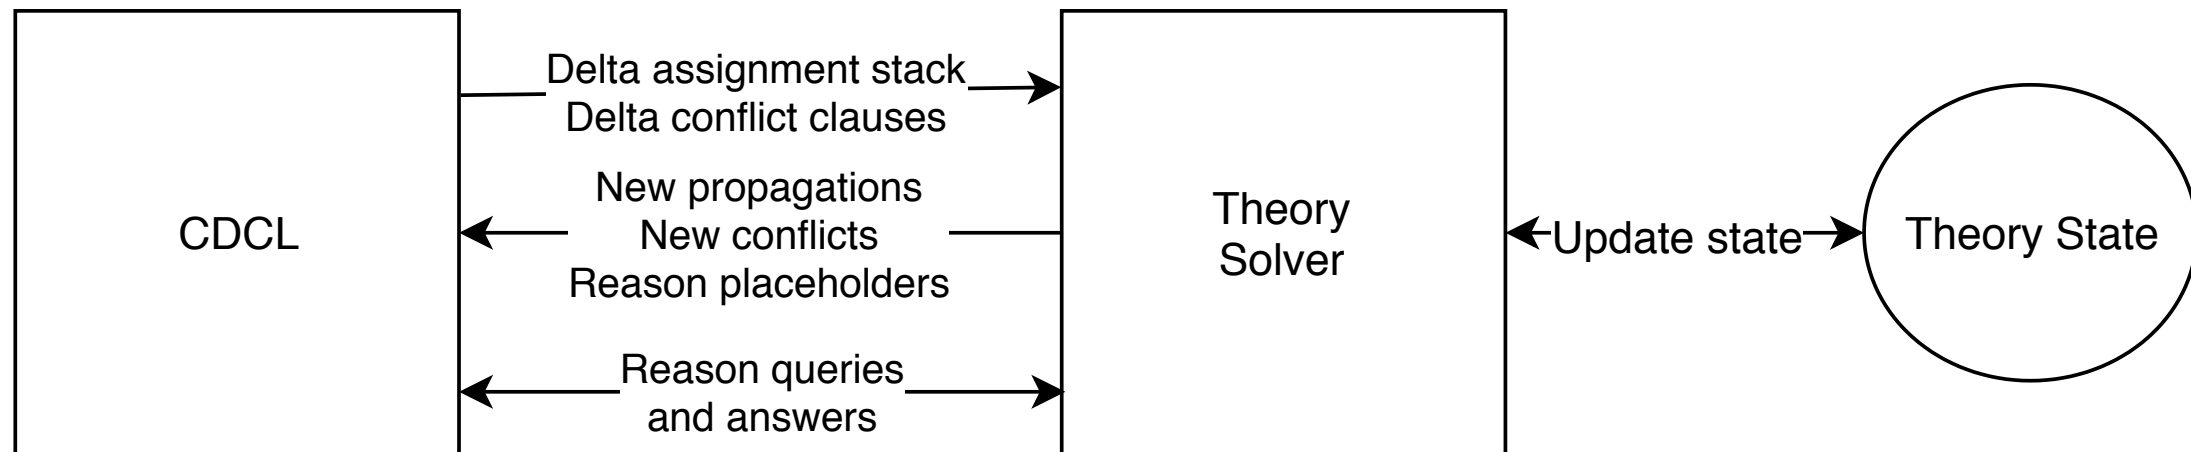 CDCL
Delta assignment stack
Delta conflict clauses
New propagations
New conflicts
Reason placeholders
Reason queries
and answers
Theory
Solver
Update state
Theory State